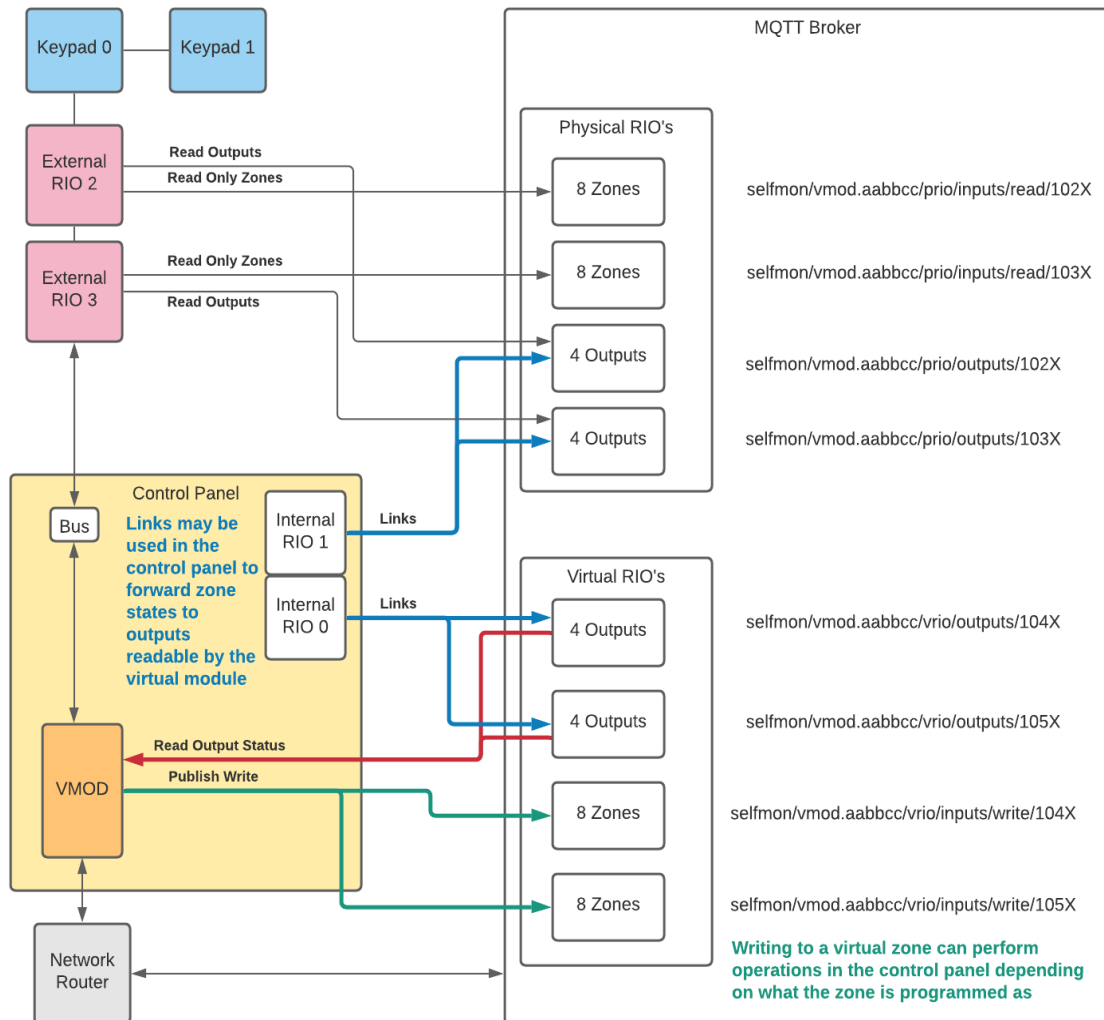 Keypad 0
Keypad 1
MQTT Broker
Physical RIO's
External
RIO 2
Read Outputs
Read Only Zones
8 Zones
selfmon/vmod.aabbcc/prio/inputs/read/102X
External
RIO 3
Read Only Zones
Read Outputs
8 Zones
selfmon/vmod.aabbcc/prio/inputs/read/103X
4 Outputs
selfmon/vmod.aabbcc/prio/outputs/102X
4 Outputs
selfmon/vmod.aabbcc/prio/outputs/103X
Control Panel
Bus
Links may be
used in the
control panel to
forward zone
states to
outputs
readable by the
virtual module
Internal
RIO 1
Links
Internal
RIO 0
Links
Virtual RIO's
4 Outputs
selfmon/vmod.aabbcc/vrio/outputs/104X
4 Outputs
selfmon/vmod.aabbcc/vrio/outputs/105X
Read Output Status
VMOD
Publish Write
8 Zones
selfmon/vmod.aabbcc/vrio/inputs/write/104X
8 Zones
selfmon/vmod.aabbcc/vrio/inputs/write/105X
Network
Router
Writing to a virtual zone can perform
operations in the control panel depending
on what the zone is programmed as